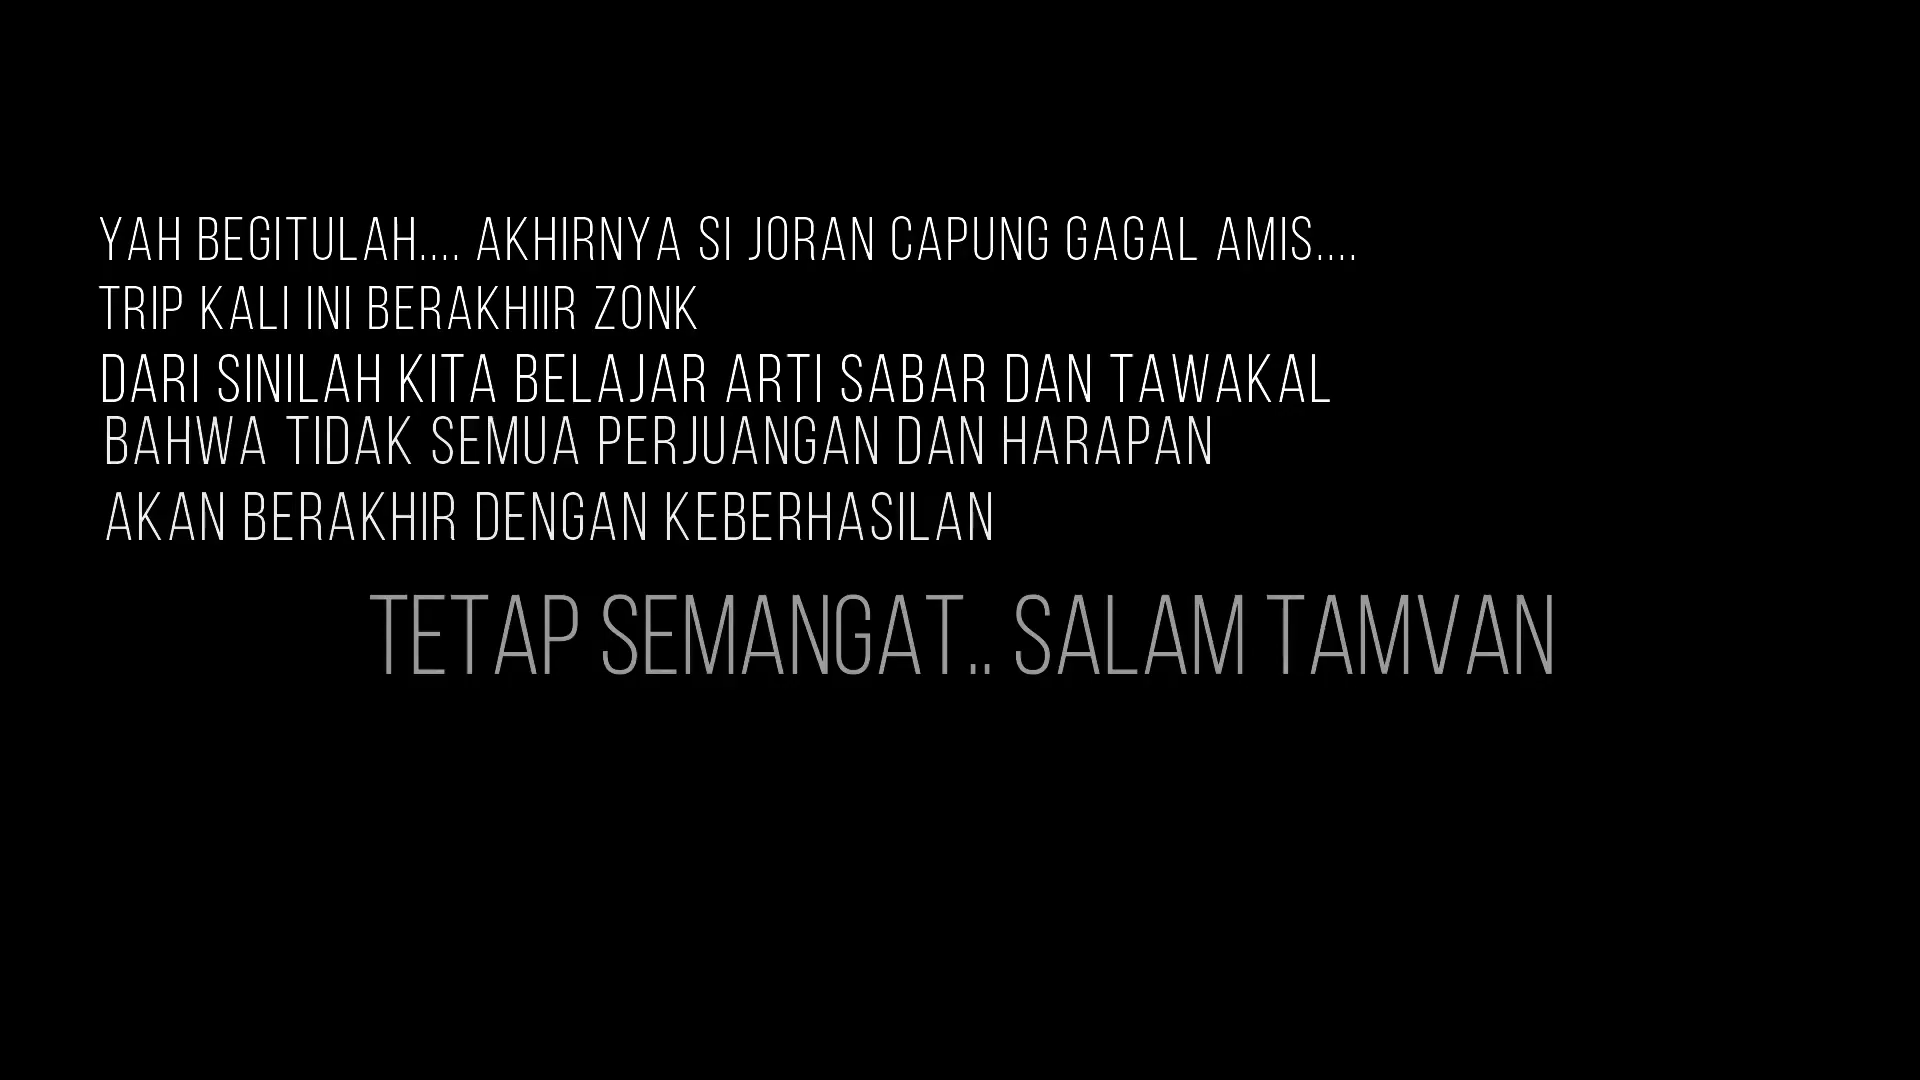 YAH BEGITULAH.... AKHIRNYA SI JORAN CAPUNG GAGAL AMIS....
TRIP KALI INI BERAKHIIR ZONK
DARI SINILAH KITA BELAJAR ARTI SABAR DAN TAWAKAL
BAHWA TIDAK SEMUA PERJUANGAN DAN HARAPAN
AKAN BERAKHIR DENGAN KEBERHASILAN
TETAP SEMANGAT.. SALAM TAMVAN